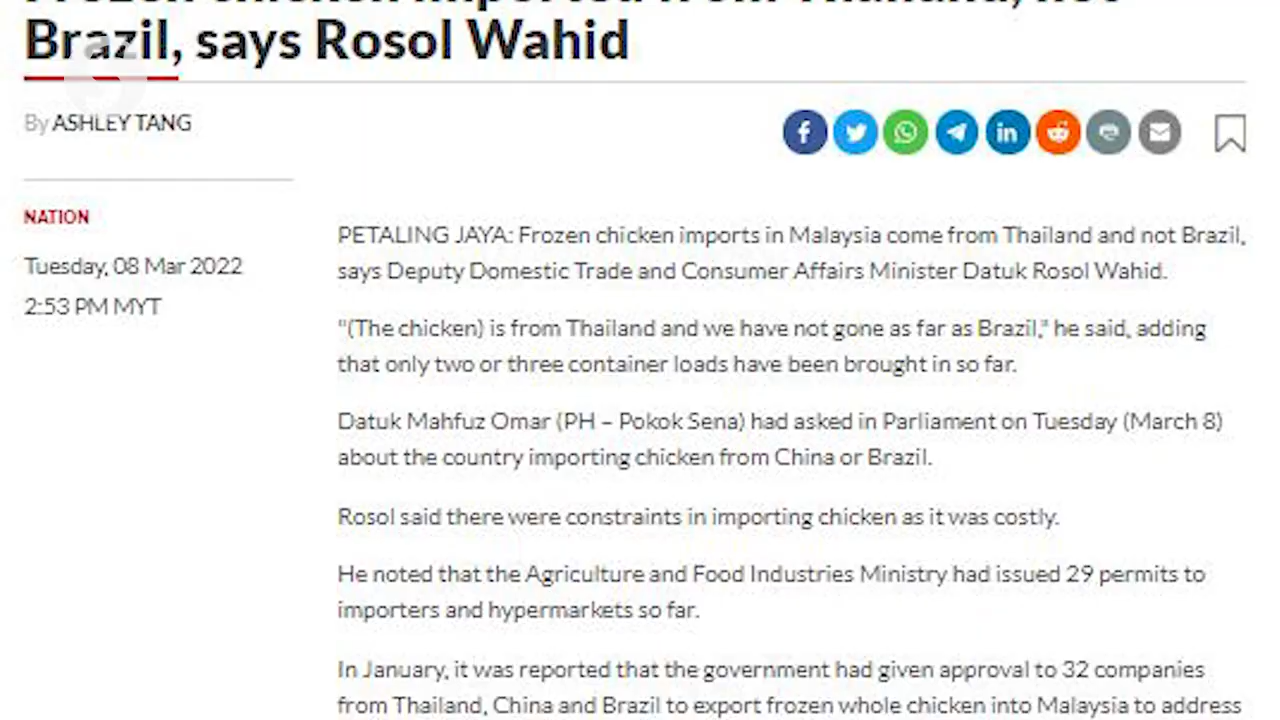 Frozen chicken imported from Thailand, not
Brazil, says Rosol Wahid
By ASHLEY TANG
NATION
Tuesday, 08 Mar 2022
2:53 PM MYT
PETALING JAYA: Frozen chicken imports in Malaysia come from Thailand and not Brazil,
says Deputy Domestic Trade and Consumer Affairs Minister Datuk Rosol Wahid.
"(The chicken) is from Thailand and we have not gone as far as Brazil," he said, adding
that only two or three container loads have been brought in so far.
Datuk Mahfuz Omar (PH – Pokok Sena) had asked in Parliament on Tuesday (March 8)
about the country importing chicken from China or Brazil.
Rosol said there were constraints in importing chicken as it was costly.
He noted that the Agriculture and Food Industries Ministry had issued 29 permits to
importers and hypermarkets so far.
In January, it was reported that the government had given approval to 32 companies
from Thailand, China and Brazil to export frozen whole chicken into Malaysia to address